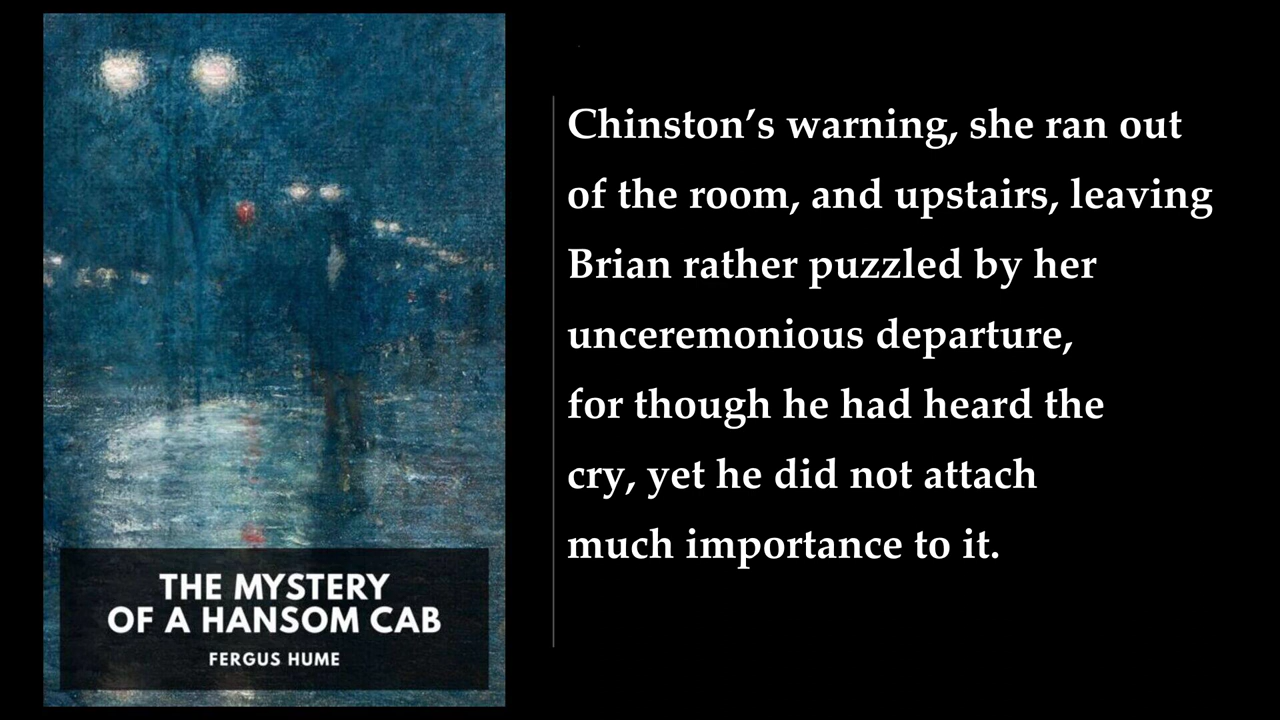 Chinston’s warning, she ran out
of the room, and upstairs, leaving
Brian rather puzzled by her
unceremonious departure,
for though he had heard the
cry, yet he did not attach
much importance to it.
THE MYSTERY
OF A HANSOM CAB
FERGUS HUME